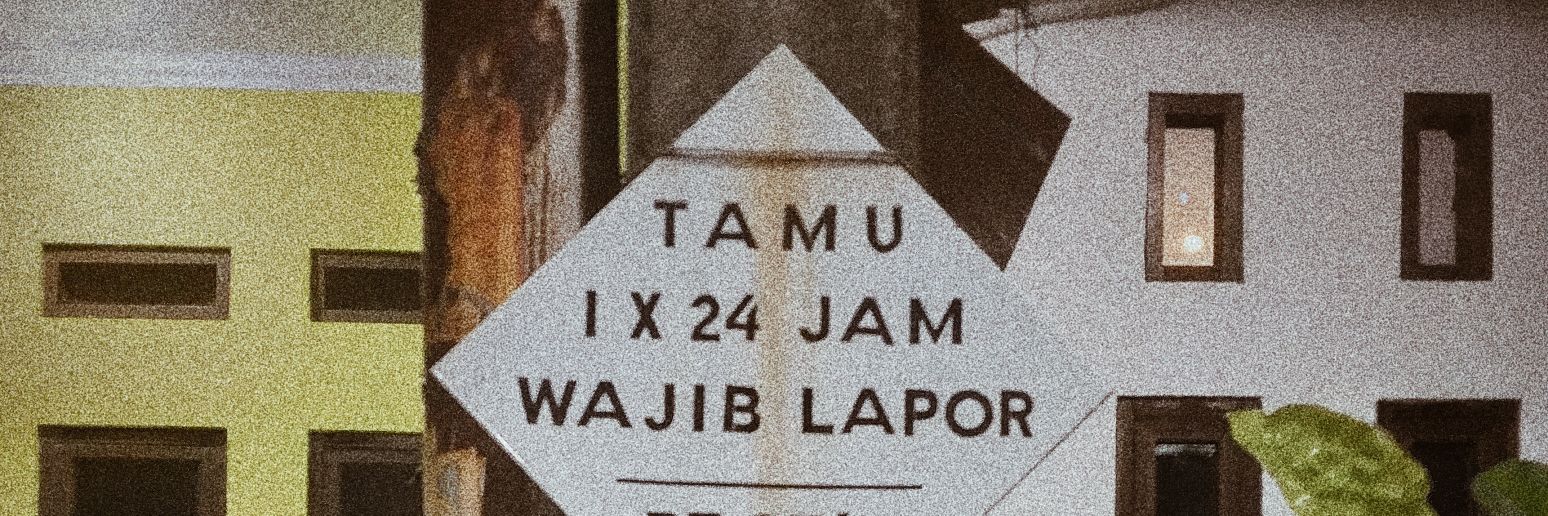 TAMU
1 X 24 JAM
WAJIB LAPOR